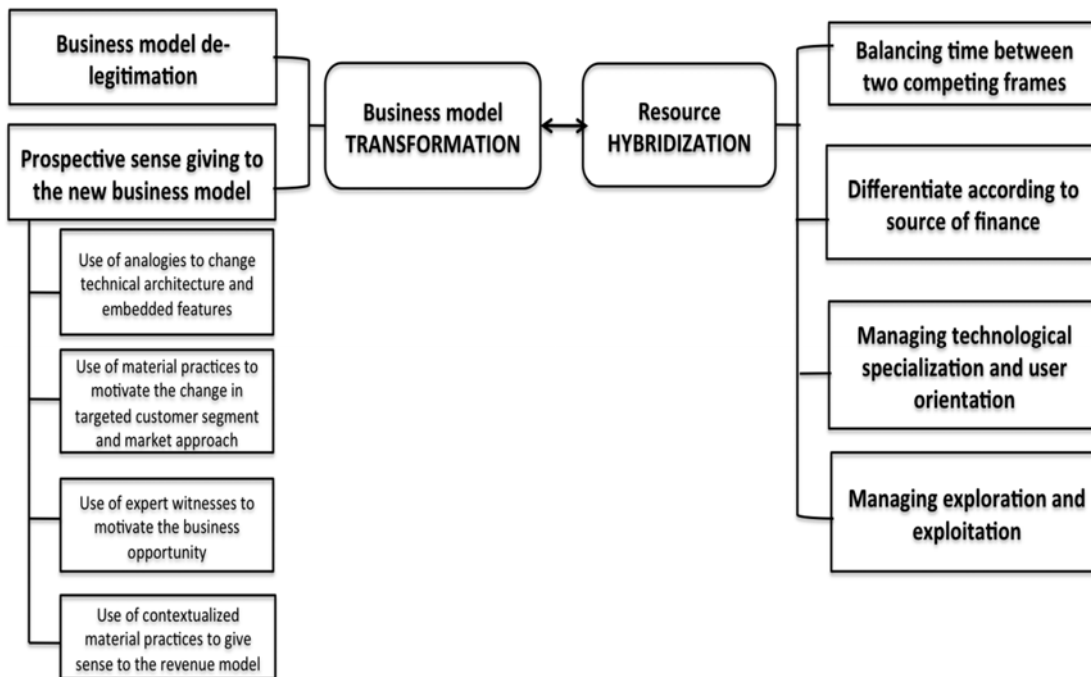 Business model de-
legitimation
Prospective sense giving to
the new business model
Use of analogies to change
technical architecture and
embedded features
Use of material practices to
motivate the change in
targeted customer segment
and market approach
Use of expert witnesses to
motivate the business
opportunity
Use of contextualized
material practices to give
sense to the revenue model
Business model
TRANSFORMATION
Resource
HYBRIDIZATION
Balancing time between
two competing frames
Differentiate according to
source of finance
Managing technological
specialization and user
orientation
Managing exploration and
exploitation